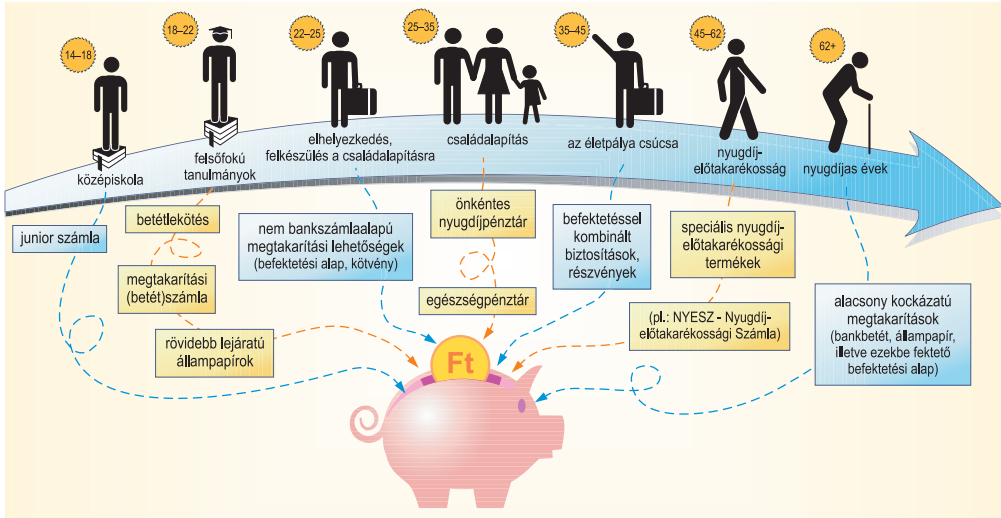 14–18
középiskola
junior számla
18–22
felsőfokú
tanulmányok
betétlekötés
megtakarítási
(betét)számla
rövidebb lejáratú
állampapírok
22–25
elhelyezkedés,
felkészülés a családalapításra
nem bankszámlaalapú
megtakarítási lehetőségek
(befektetési alap, kötvény)
25–35
családalapítás
önkéntes
nyugdíjpénztár
egészségpénztár
35–45
az életpálya csúcsa
befektetéssel
kombinált
biztosítások,
részvények
45–62
nyugdíj-
előtakarékosság
speciális nyugdíj-
előtakarékossági
termékek
(pl.: NYESZ - Nyugdíj-
előtakarékossági Számla)
62+
nyugdíjas évek
alacsony kockázatú
megtakarítások
(bankbetét, állampapír,
illetve ezekbe fektető
befektetési alap)
Ft